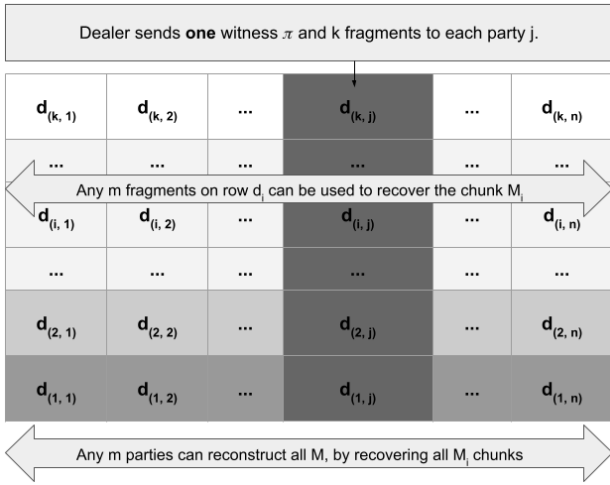 Dealer sends one witness π and k fragments to each party j.
d(k, 1) d(k, 2) ... d(k, j) ... d(k, n)
... ... ... ... ... ...
Any m fragments on row di can be used to recover the chunk Mi
d(i, 1) d(i, 2) ... d(i, j) ... d(i, n)
... ... ... ... ... ...
d(2, 1) d(2, 2) ... d(2, j) ... d(2, n)
d(1, 1) d(1, 2) ... d(1, j) ... d(1, n)
Any m parties can reconstruct all M, by recovering all Mi chunks